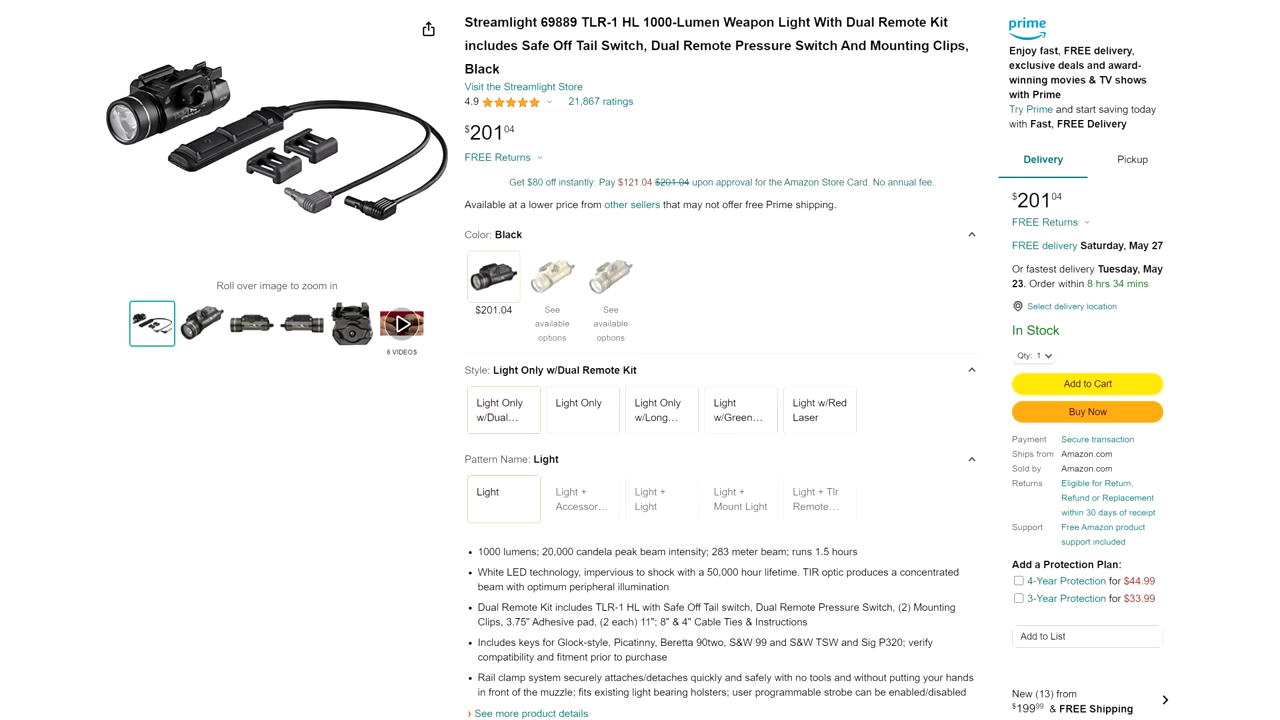 Streamlight 69889 TLR-1 HL 1000-Lumen Weapon Light With Dual Remote Kit
includes Safe Off Tail Switch, Dual Remote Pressure Switch And Mounting Clips,
Black
Visit the Streamlight Store
4.9
21,867 ratings
$201 04
FREE Returns
Get $80 off instantly: Pay $121.04 $201.04 upon approval for the Amazon Store Card. No annual fee.
Available at a lower price from other sellers that may not offer free Prime shipping.
Color: Black
$201.04
See
available
options
See
available
options
Roll over image to zoom in
6 VIDEOS
Style: Light Only w/Dual Remote Kit
Light Only
w/Dual…
Light Only
Light Only
w/Long…
Light
w/Green…
Light w/Red
Laser
Pattern Name: Light
Light
Light +
Accessor…
Light +
Light
Light +
Mount Light
Light + Tlr
Remote…
• 1000 lumens; 20,000 candela peak beam intensity; 283 meter beam; runs 1.5 hours
• White LED technology, impervious to shock with a 50,000 hour lifetime. TIR optic produces a concentrated
beam with optimum peripheral illumination
• Dual Remote Kit includes TLR-1 HL with Safe Off Tail switch, Dual Remote Pressure Switch, (2) Mounting
Clips, 3.75" Adhesive pad, (2 each) 11"; 8" & 4" Cable Ties & Instructions
• Includes keys for Glock-style, Picatinny, Beretta 90two, S&W 99 and S&W TSW and Sig P320; verify
compatibility and fitment prior to purchase
• Rail clamp system securely attaches/detaches quickly and safely with no tools and without putting your hands
in front of the muzzle; fits existing light bearing holsters; user programmable strobe can be enabled/disabled
› See more product details
prime
Enjoy fast, FREE delivery,
exclusive deals and award-
winning movies & TV shows
with Prime
Try Prime and start saving today
with Fast, FREE Delivery
Delivery
Pickup
$201 04
FREE Returns
FREE delivery Saturday, May 27
Or fastest delivery Tuesday, May
23. Order within 8 hrs 34 mins
Select delivery location
In Stock
Qty: 1
Add to Cart
Buy Now
Payment Secure transaction
Ships from Amazon.com
Sold by Amazon.com
Returns Eligible for Return,
Refund or Replacement
within 30 days of receipt
Support Free Amazon product
support included
Add a Protection Plan:
4-Year Protection for $44.99
3-Year Protection for $33.99
Add to List
New (13) from
$199 99 & FREE Shipping